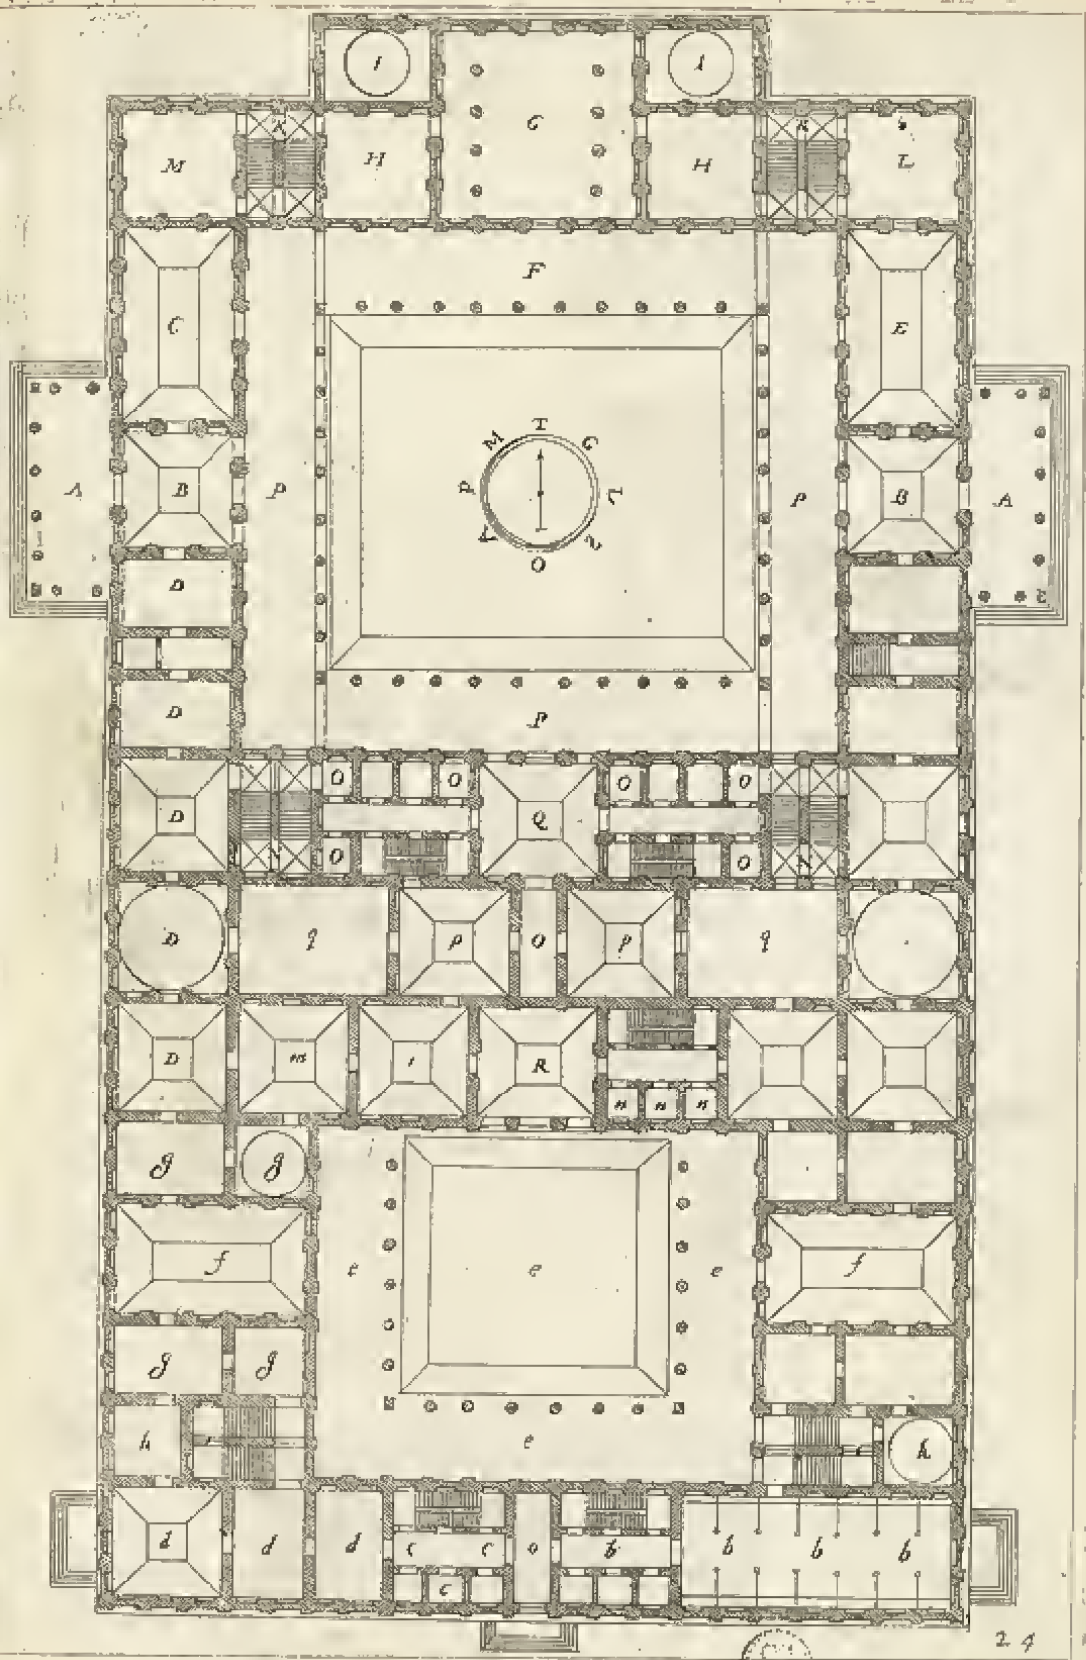 I I
G
M K H H K L
F
C E
M T G
P L
O
A B P P B A
D
D
P
D O O Q O O
O N O N
D q p O p q
D m i R
n n n
g g
f e e e f
g g
h e h
d d d c c o b b b b
c
24